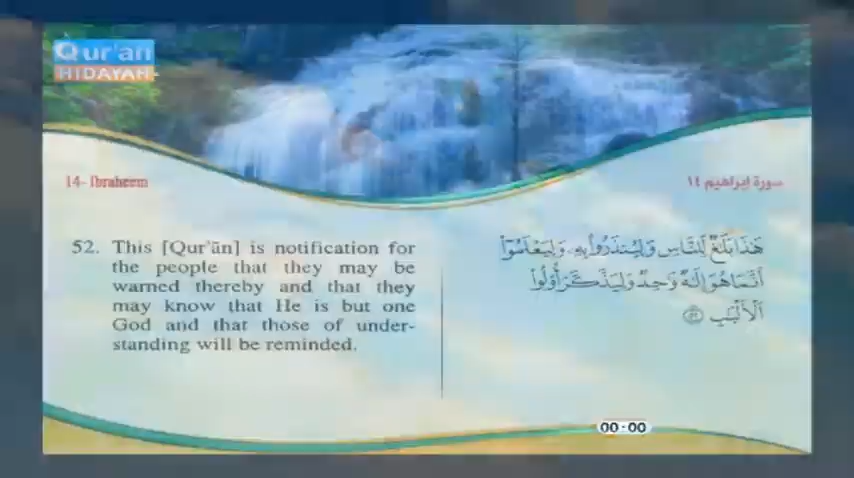 Qur'an
HIDAYAH
14- Ibraheem
سورة إبراهيم ١٤
52. This [Qur'ān] is notification for
the people that they may be
warned thereby and that they
may know that He is but one
God and that those of under-
standing will be reminded.
هَٰذَا بَلَٰغٌ لِّلنَّاسِ وَلِيُنذَرُوا۟ بِهِۦ وَلِيَعْلَمُوٓا۟
أَنَّمَا هُوَ إِلَٰهٌ وَٰحِدٌ وَلِيَذَّكَّرَ أُو۟لُوا۟
ٱلْأَلْبَٰبِ ۝٥٢
00:00